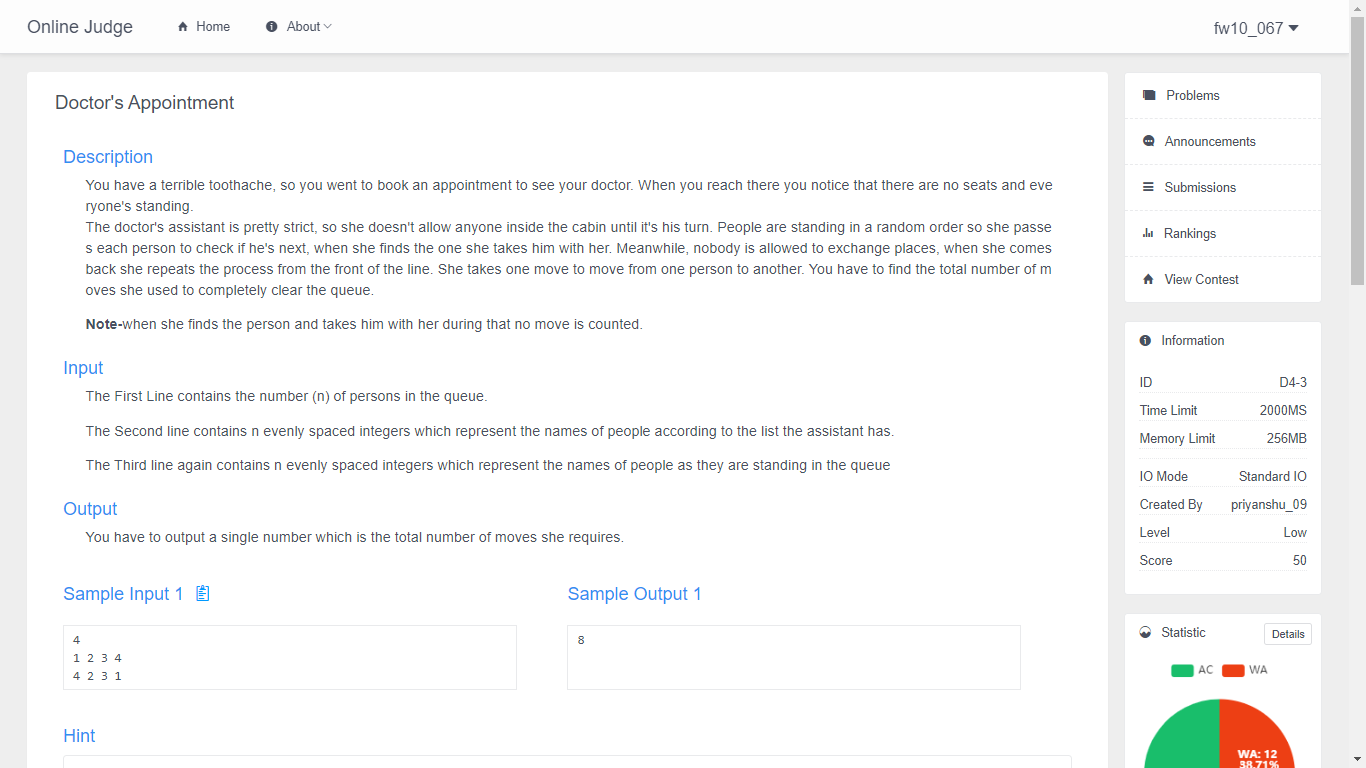 Online Judge
Home
About
fw10_067
Doctor's Appointment
Description
You have a terrible toothache, so you went to book an appointment to see your doctor. When you reach there you notice that there are no seats and eve
ryone's standing.
The doctor's assistant is pretty strict, so she doesn't allow anyone inside the cabin until it's his turn. People are standing in a random order so she passe
s each person to check if he's next, when she finds the one she takes him with her. Meanwhile, nobody is allowed to exchange places, when she comes
back she repeats the process from the front of the line. She takes one move to move from one person to another. You have to find the total number of m
oves she used to completely clear the queue.
Note-when she finds the person and takes him with her during that no move is counted.
Input
The First Line contains the number (n) of persons in the queue.
The Second line contains n evenly spaced integers which represent the names of people according to the list the assistant has.
The Third line again contains n evenly spaced integers which represent the names of people as they are standing in the queue
Output
You have to output a single number which is the total number of moves she requires.
Sample Input 1
4
1 2 3 4
4 2 3 1
Sample Output 1
8
Hint
Problems
Announcements
Submissions
Rankings
View Contest
Information
ID D4-3
Time Limit 2000MS
Memory Limit 256MB
IO Mode Standard IO
Created By priyanshu_09
Level Low
Score 50
Statistic
Details
AC WA
WA: 12
38.71%